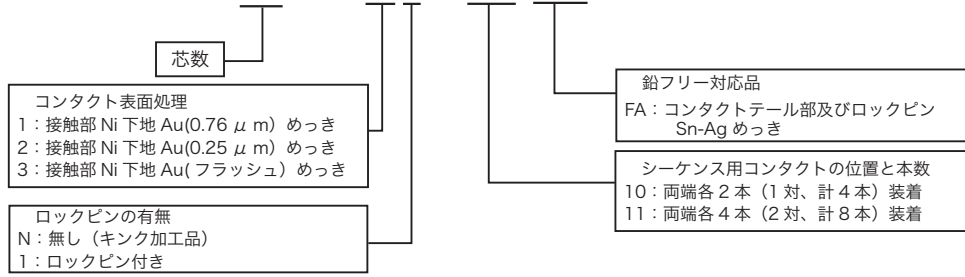 芯数
コンタクト表面処理
1：接触部 Ni 下地 Au(0.76 μ m）めっき
2：接触部 Ni 下地 Au(0.25 μ m）めっき
3：接触部 Ni 下地 Au( フラッシュ）めっき
ロックピンの有無
N：無し（キンク加工品）
1：ロックピン付き
鉛フリー対応品
FA：コンタクトテール部及びロックピン
Sn-Ag めっき
シーケンス用コンタクトの位置と本数
10：両端各 2 本（1 対、計 4 本）装着
11：両端各 4 本（2 対、計 8 本）装着